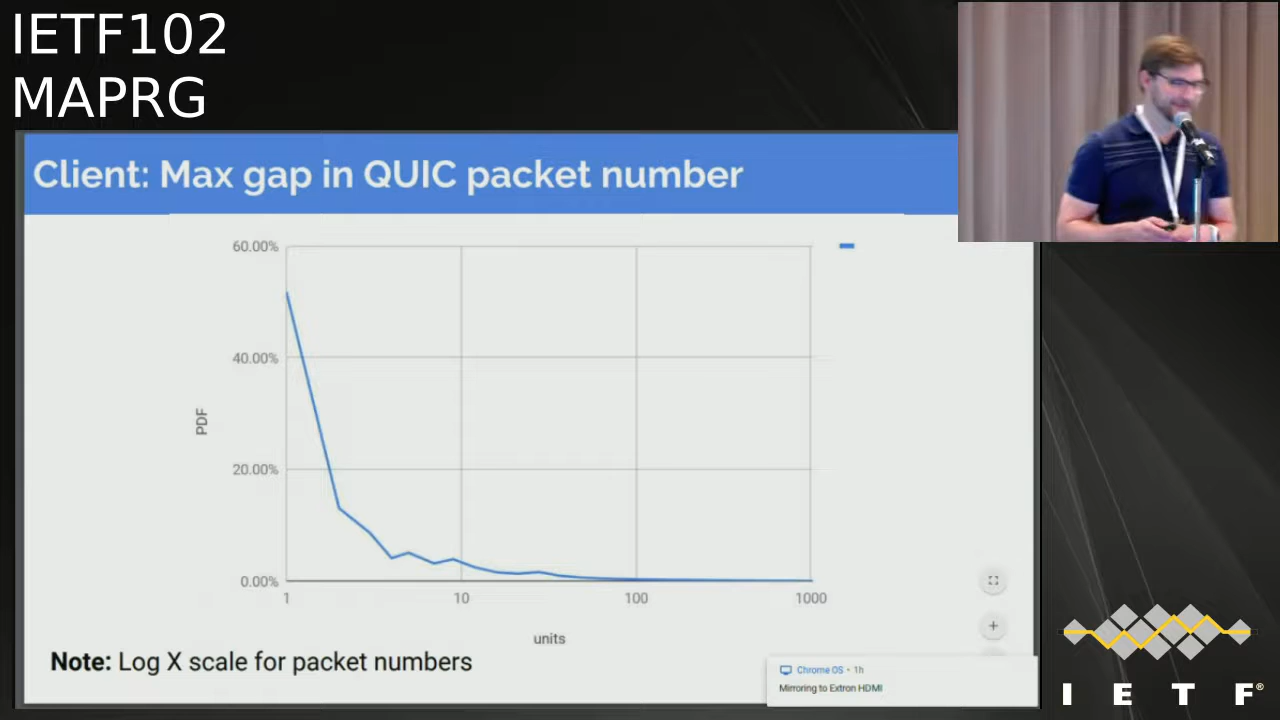 IETF102
MAPRG
Client: Max gap in QUIC packet number
60.00%
40.00%
20.00%
0.00%
PDF
1
10
100
1000
units
Note: Log X scale for packet numbers
Chrome OS • 1h
Mirroring to Extron HDMI
I E T F®